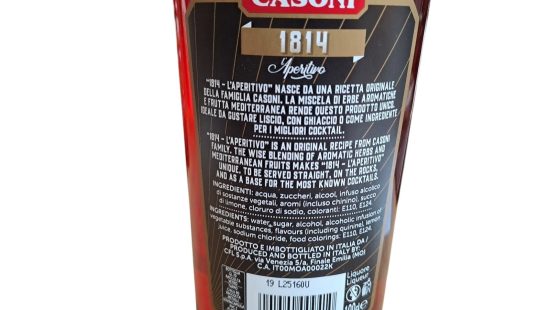 CASONI
1814
Aperitivo
"1814 - L'APERITIVO" NASCE DA UNA RICETTA ORIGINALE
DELLA FAMIGLIA CASONI. LA MISCELA DI ERBE AROMATICHE
E FRUTTA MEDITERRANEA RENDE QUESTO PRODOTTO UNICO.
IDEALE DA GUSTARE LISCIO, CON GHIACCIO O COME INGREDIENTE
PER I MIGLIORI COCKTAIL.
"1814 - L'APERITIVO" IS AN ORIGINAL RECIPE FROM CASONI
FAMILY. THE WISE BLENDING OF AROMATIC HERBS AND
MEDITERRANEAN FRUITS MAKES "1814 - L'APERITIVO"
UNIQUE. TO BE SERVED STRAIGHT, ON THE ROCKS,
AND AS A BASE FOR THE MOST KNOWN COCKTAILS.
INGREDIENTI: acqua, zuccheri, alcool, infuso alcolico
di sostanze vegetali, aromi (incluso chinino), succo
di limone, cloruro di sodio, coloranti: E110, E124.
INGREDIENTS: water, sugar, alcohol, alcoholic infusion of
vegetable substances, flavours (including quinine), lemon
juice, sodium chloride, food colorings: E110, E124.
PRODOTTO E IMBOTTIGLIATO IN ITALIA DA /
PRODUCED AND BOTTLED IN ITALY BY:
CFL S.p.A. via Venezia 5/a, Finale Emilia (MO)
C.A. IT00MOA00022K
19 L25160U
Liquore
Liqueur